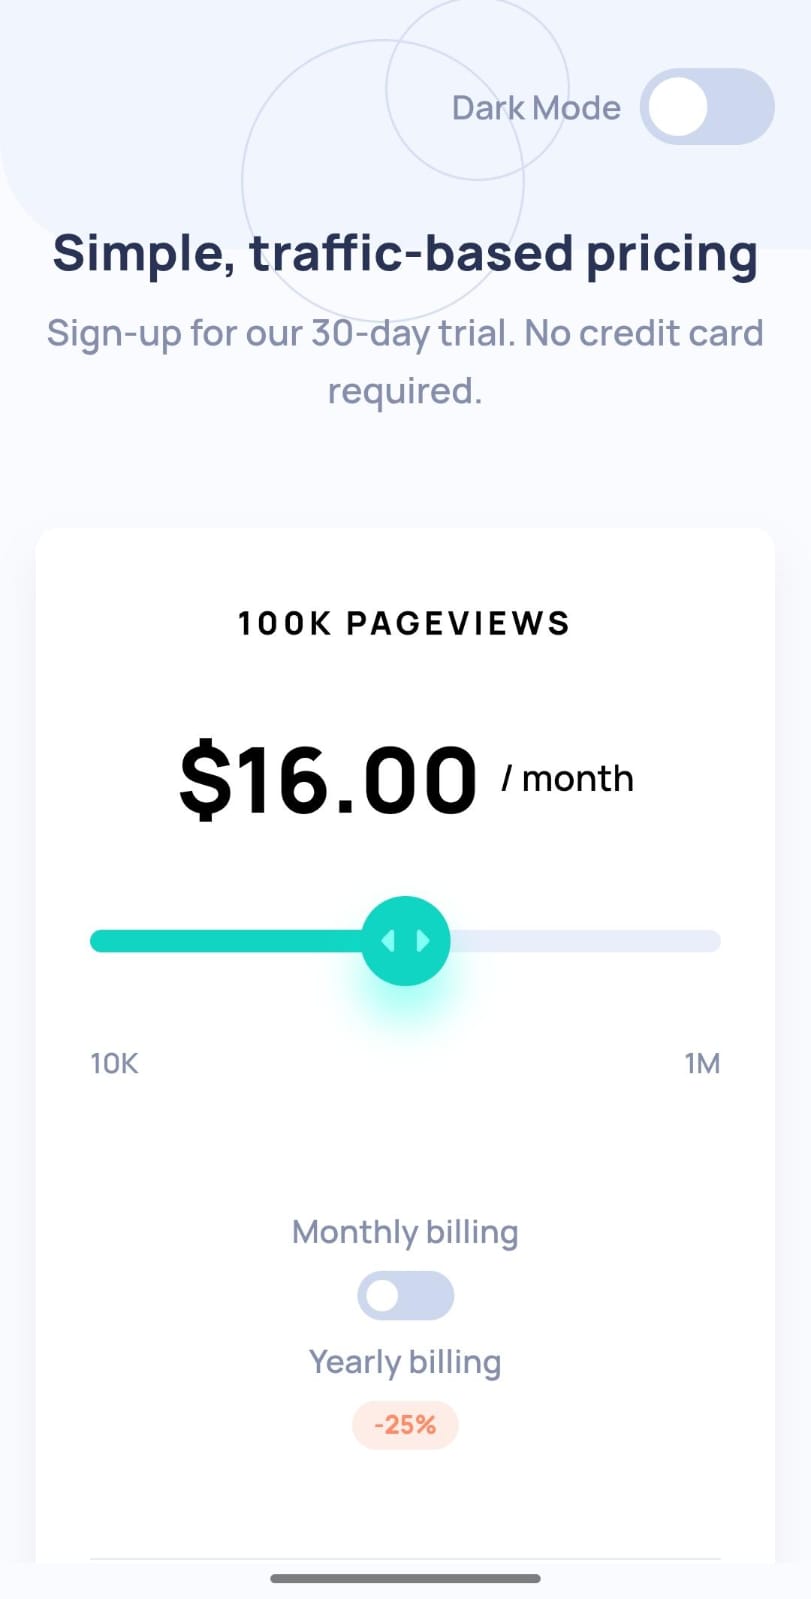 Dark Mode
Simple, traffic-based pricing
Sign-up for our 30-day trial. No credit card
required.
100K PAGEVIEWS
$16.00 / month
10K 1M
Monthly billing
Yearly billing
-25%